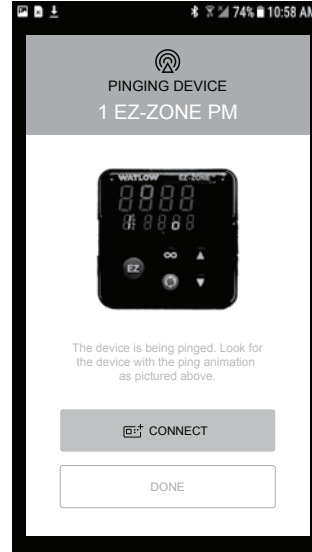 74% 10:58 AM
PINGING DEVICE
1 EZ-ZONE PM
WATLOW EZ-ZONE
EZ
The device is being pinged. Look for
the device with the ping animation
as pictured above.
CONNECT
DONE